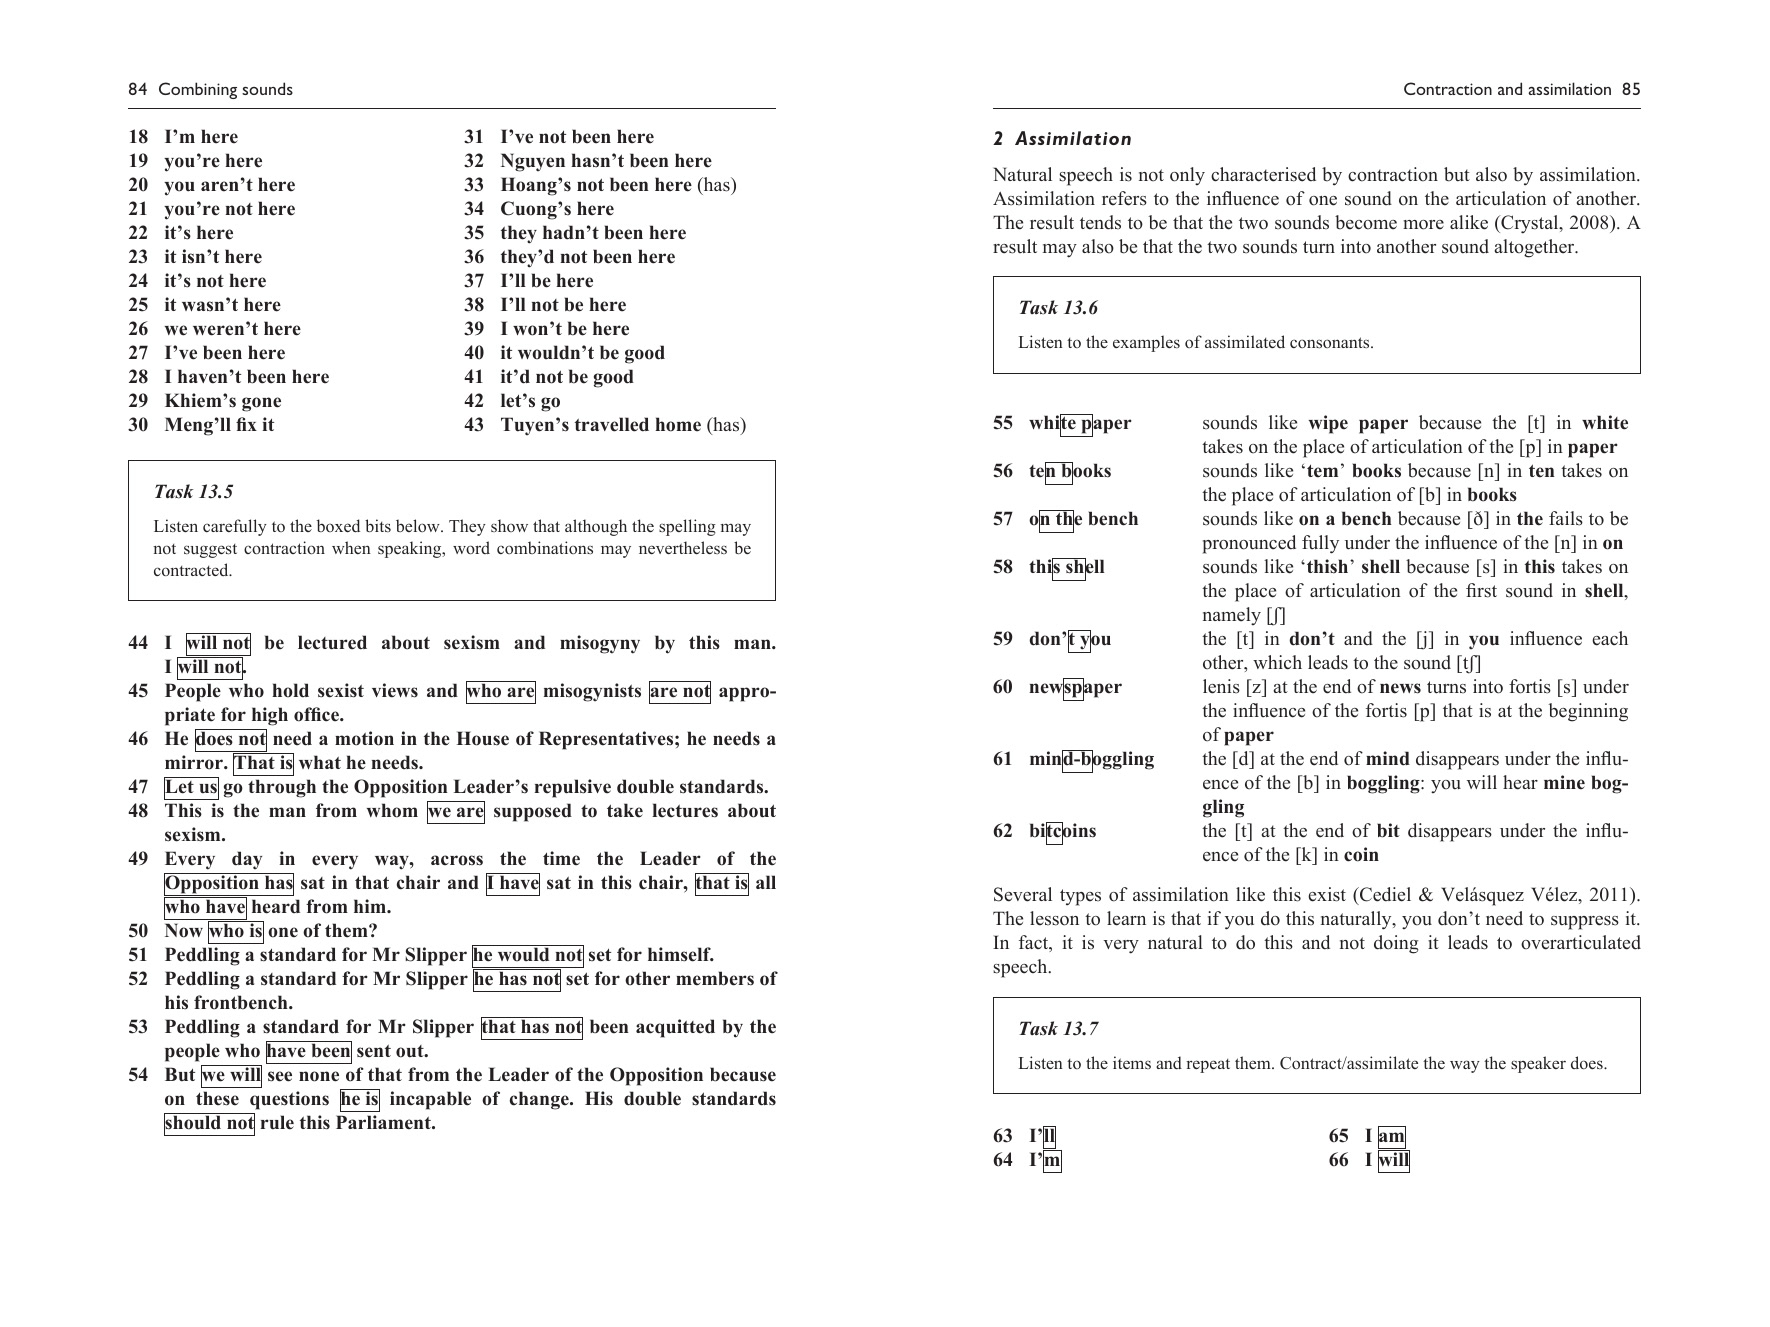 84 Combining sounds
18 I’m here
19 you’re here
20 you aren’t here
21 you’re not here
22 it’s here
23 it isn’t here
24 it’s not here
25 it wasn’t here
26 we weren’t here
27 I’ve been here
28 I haven’t been here
29 Khiem’s gone
30 Meng’ll fix it
31 I’ve not been here
32 Nguyen hasn’t been here
33 Hoang’s not been here (has)
34 Cuong’s here
35 they hadn’t been here
36 they’d not been here
37 I’ll be here
38 I’ll not be here
39 I won’t be here
40 it wouldn’t be good
41 it’d not be good
42 let’s go
43 Tuyen’s travelled home (has)
Task 13.5
Listen carefully to the boxed bits below. They show that although the spelling may
not suggest contraction when speaking, word combinations may nevertheless be
contracted.
44 I will not be lectured about sexism and misogyny by this man.
I will not.
45 People who hold sexist views and who are misogynists are not appro-
priate for high office.
46 He does not need a motion in the House of Representatives; he needs a
mirror. That is what he needs.
47 Let us go through the Opposition Leader’s repulsive double standards.
48 This is the man from whom we are supposed to take lectures about
sexism.
49 Every day in every way, across the time the Leader of the
Opposition has sat in that chair and I have sat in this chair, that is all
who have heard from him.
50 Now who is one of them?
51 Peddling a standard for Mr Slipper he would not set for himself.
52 Peddling a standard for Mr Slipper he has not set for other members of
his frontbench.
53 Peddling a standard for Mr Slipper that has not been acquitted by the
people who have been sent out.
54 But we will see none of that from the Leader of the Opposition because
on these questions he is incapable of change. His double standards
should not rule this Parliament.
Contraction and assimilation 85
2 Assimilation
Natural speech is not only characterised by contraction but also by assimilation.
Assimilation refers to the influence of one sound on the articulation of another.
The result tends to be that the two sounds become more alike (Crystal, 2008). A
result may also be that the two sounds turn into another sound altogether.
Task 13.6
Listen to the examples of assimilated consonants.
55 white paper sounds like wipe paper because the [t] in white
takes on the place of articulation of the [p] in paper
56 ten books sounds like ‘tem’ books because [n] in ten takes on
the place of articulation of [b] in books
57 on the bench sounds like on a bench because [ð] in the fails to be
pronounced fully under the influence of the [n] in on
58 this shell sounds like ‘thish’ shell because [s] in this takes on
the place of articulation of the first sound in shell,
namely [ʃ]
59 don’t you the [t] in don’t and the [j] in you influence each
other, which leads to the sound [tʃ]
60 newspaper lenis [z] at the end of news turns into fortis [s] under
the influence of the fortis [p] that is at the beginning
of paper
61 mind-boggling the [d] at the end of mind disappears under the influ-
ence of the [b] in boggling: you will hear mine bog-
gling
62 bitcoins the [t] at the end of bit disappears under the influ-
ence of the [k] in coin
Several types of assimilation like this exist (Cediel & Velásquez Vélez, 2011).
The lesson to learn is that if you do this naturally, you don’t need to suppress it.
In fact, it is very natural to do this and not doing it leads to overarticulated
speech.
Task 13.7
Listen to the items and repeat them. Contract/assimilate the way the speaker does.
63 I’ll
64 I’m
65 I am
66 I will